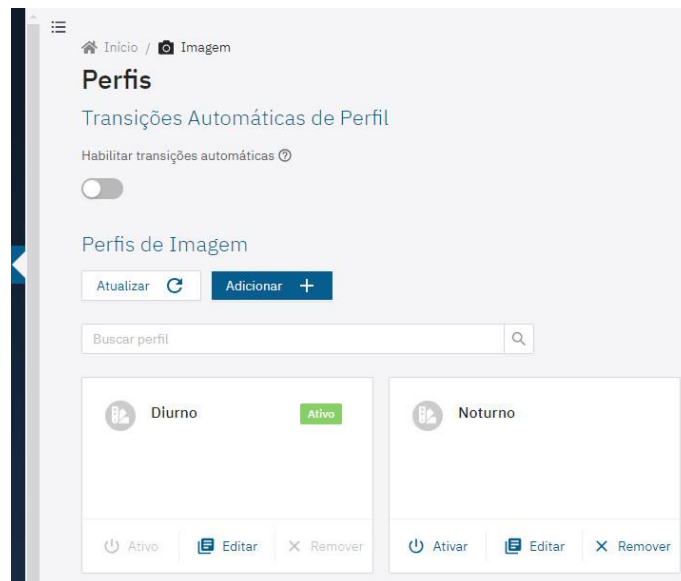 Início / Imagem
Perfis
Transições Automáticas de Perfil
Habilitar transições automáticas
Perfis de Imagem
Atualizar Adicionar
Buscar perfil
Diurno Ativo Noturno
Ativo Editar Remover Ativar Editar Remover